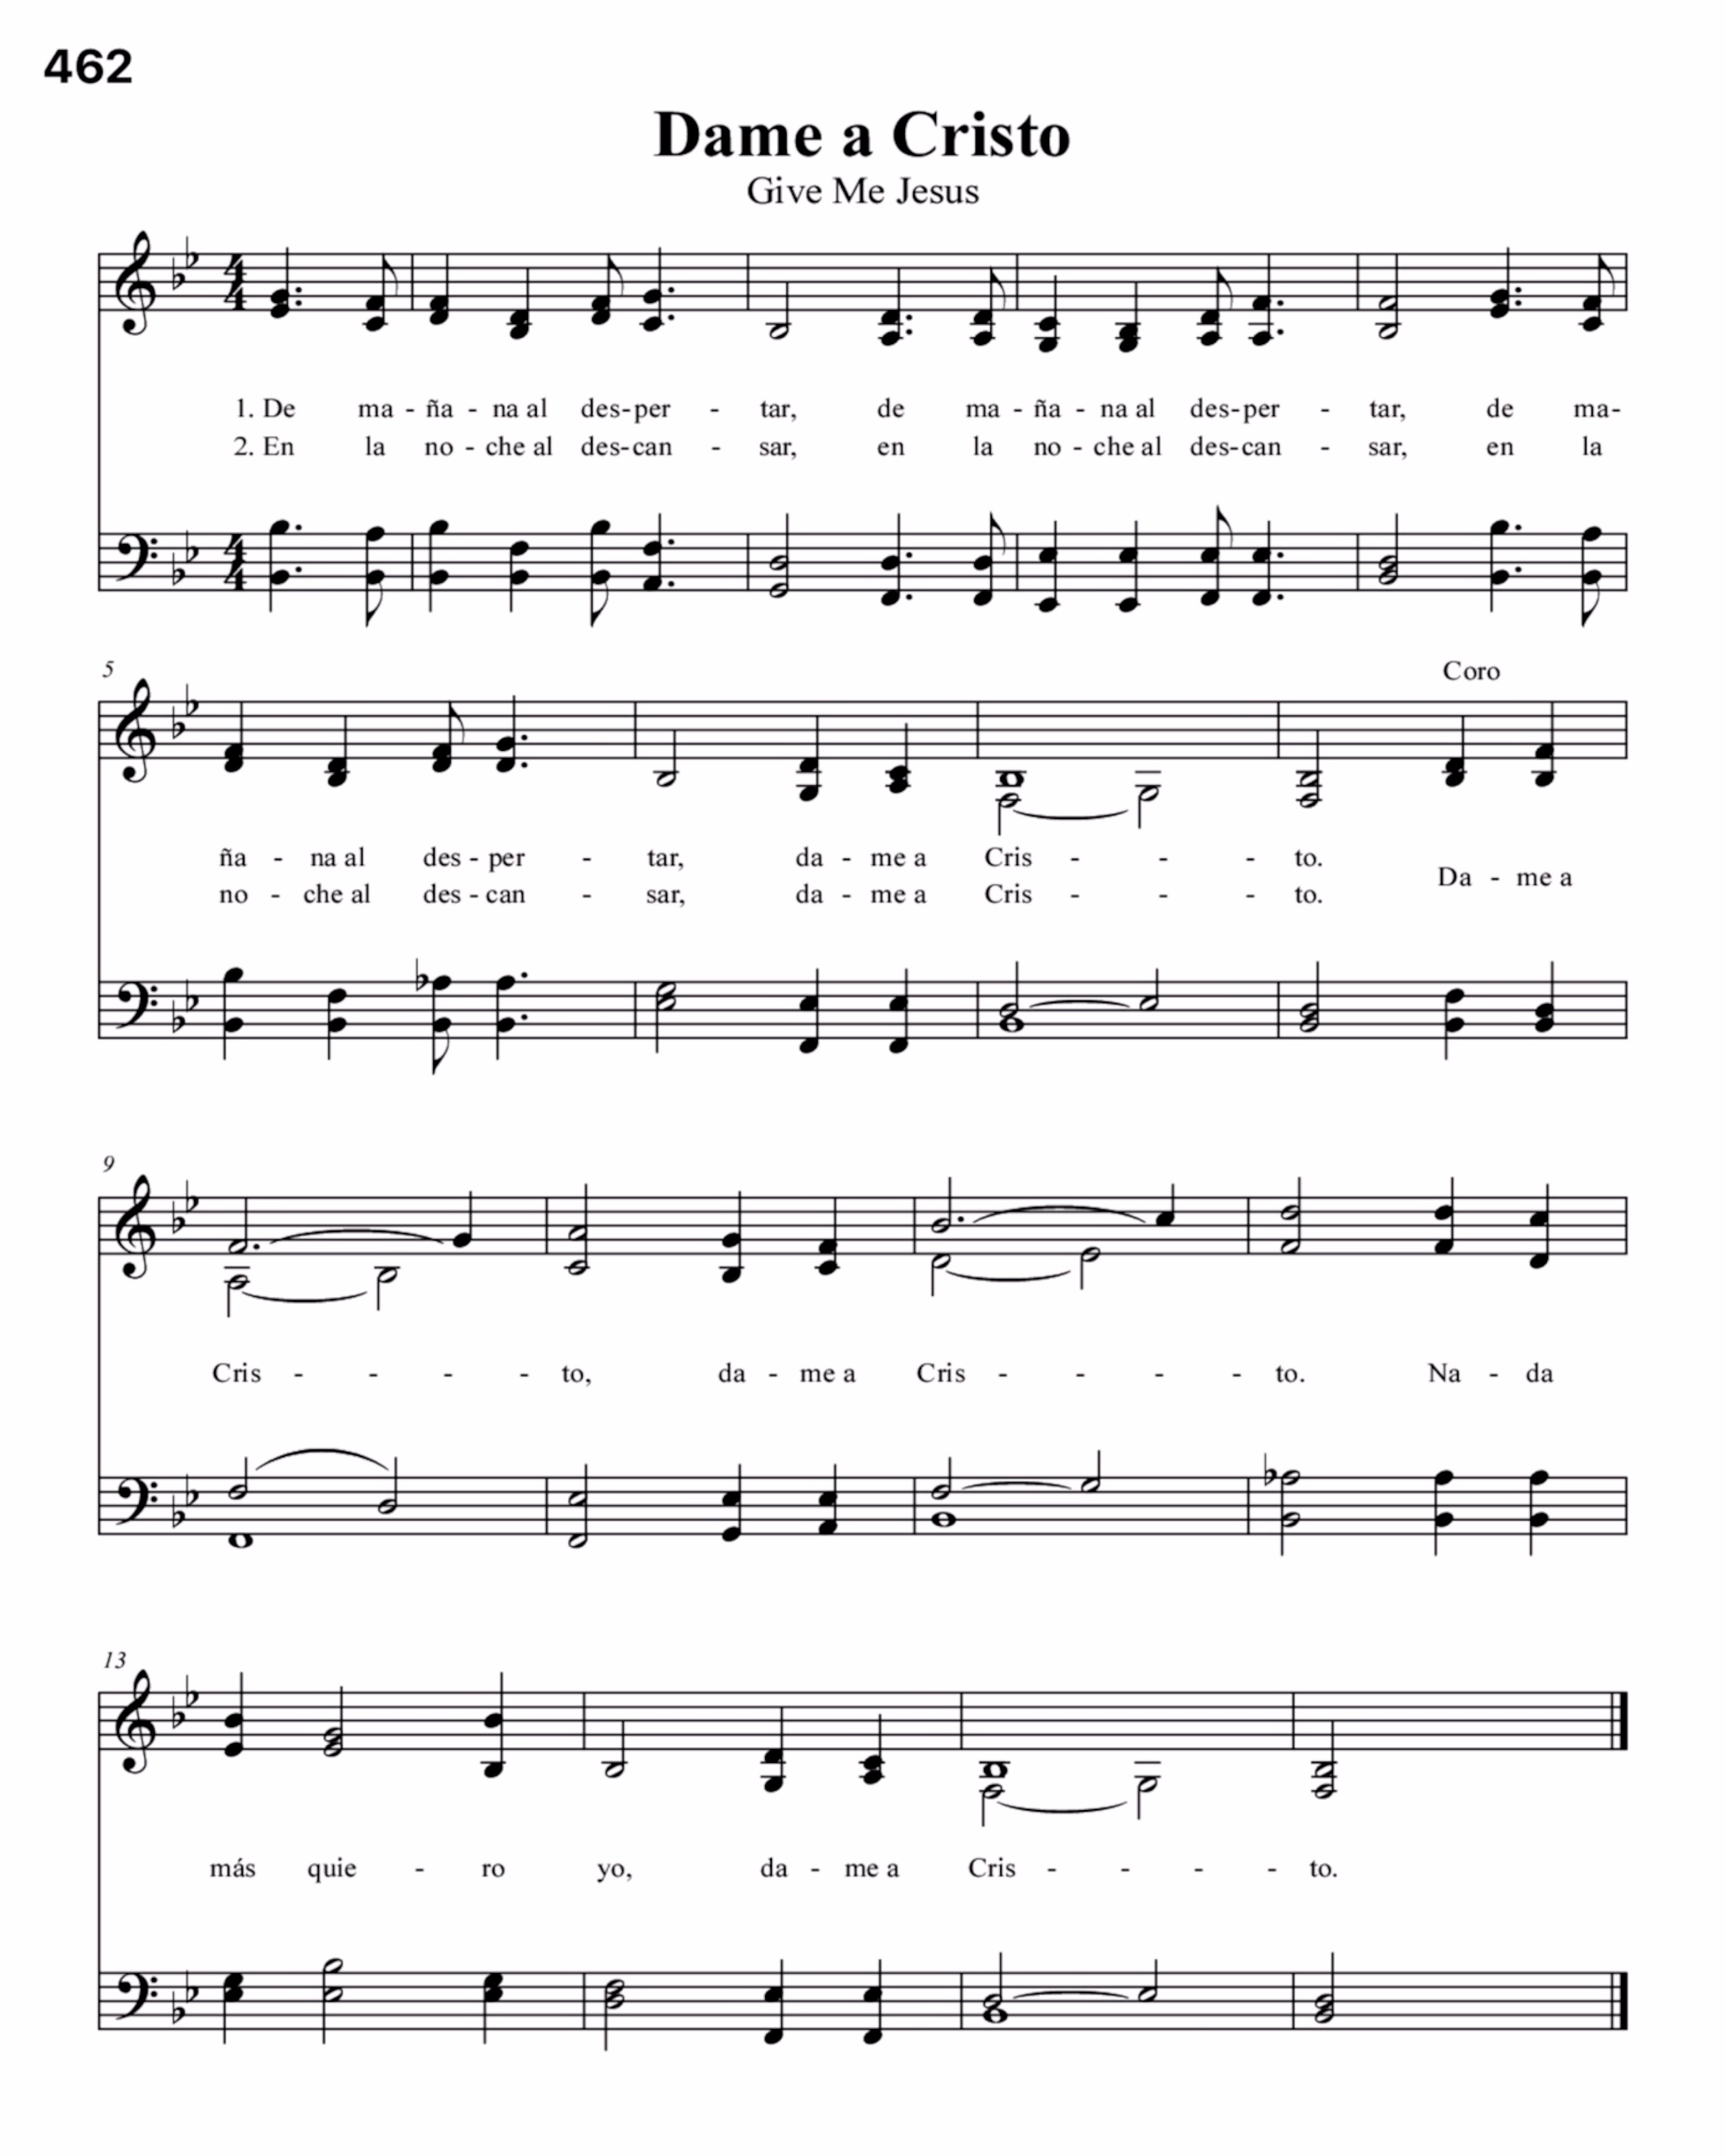 462
Dame a Cristo
Give Me Jesus
1. De ma - ña - na al des - per - tar, de ma - ña - na al des - per - tar, de ma-
2. En la no - che al des - can - sar, en la no - che al des - can - sar, en la
5
Coro
ña - na al des - per - tar, da - me a Cris - - - to.
Da - me a
no - che al des - can - sar, da - me a Cris - - - to.
9
Cris - - - - to, da - me a Cris - - - - to. Na - da
13
más quie - ro yo, da - me a Cris - - - - to.